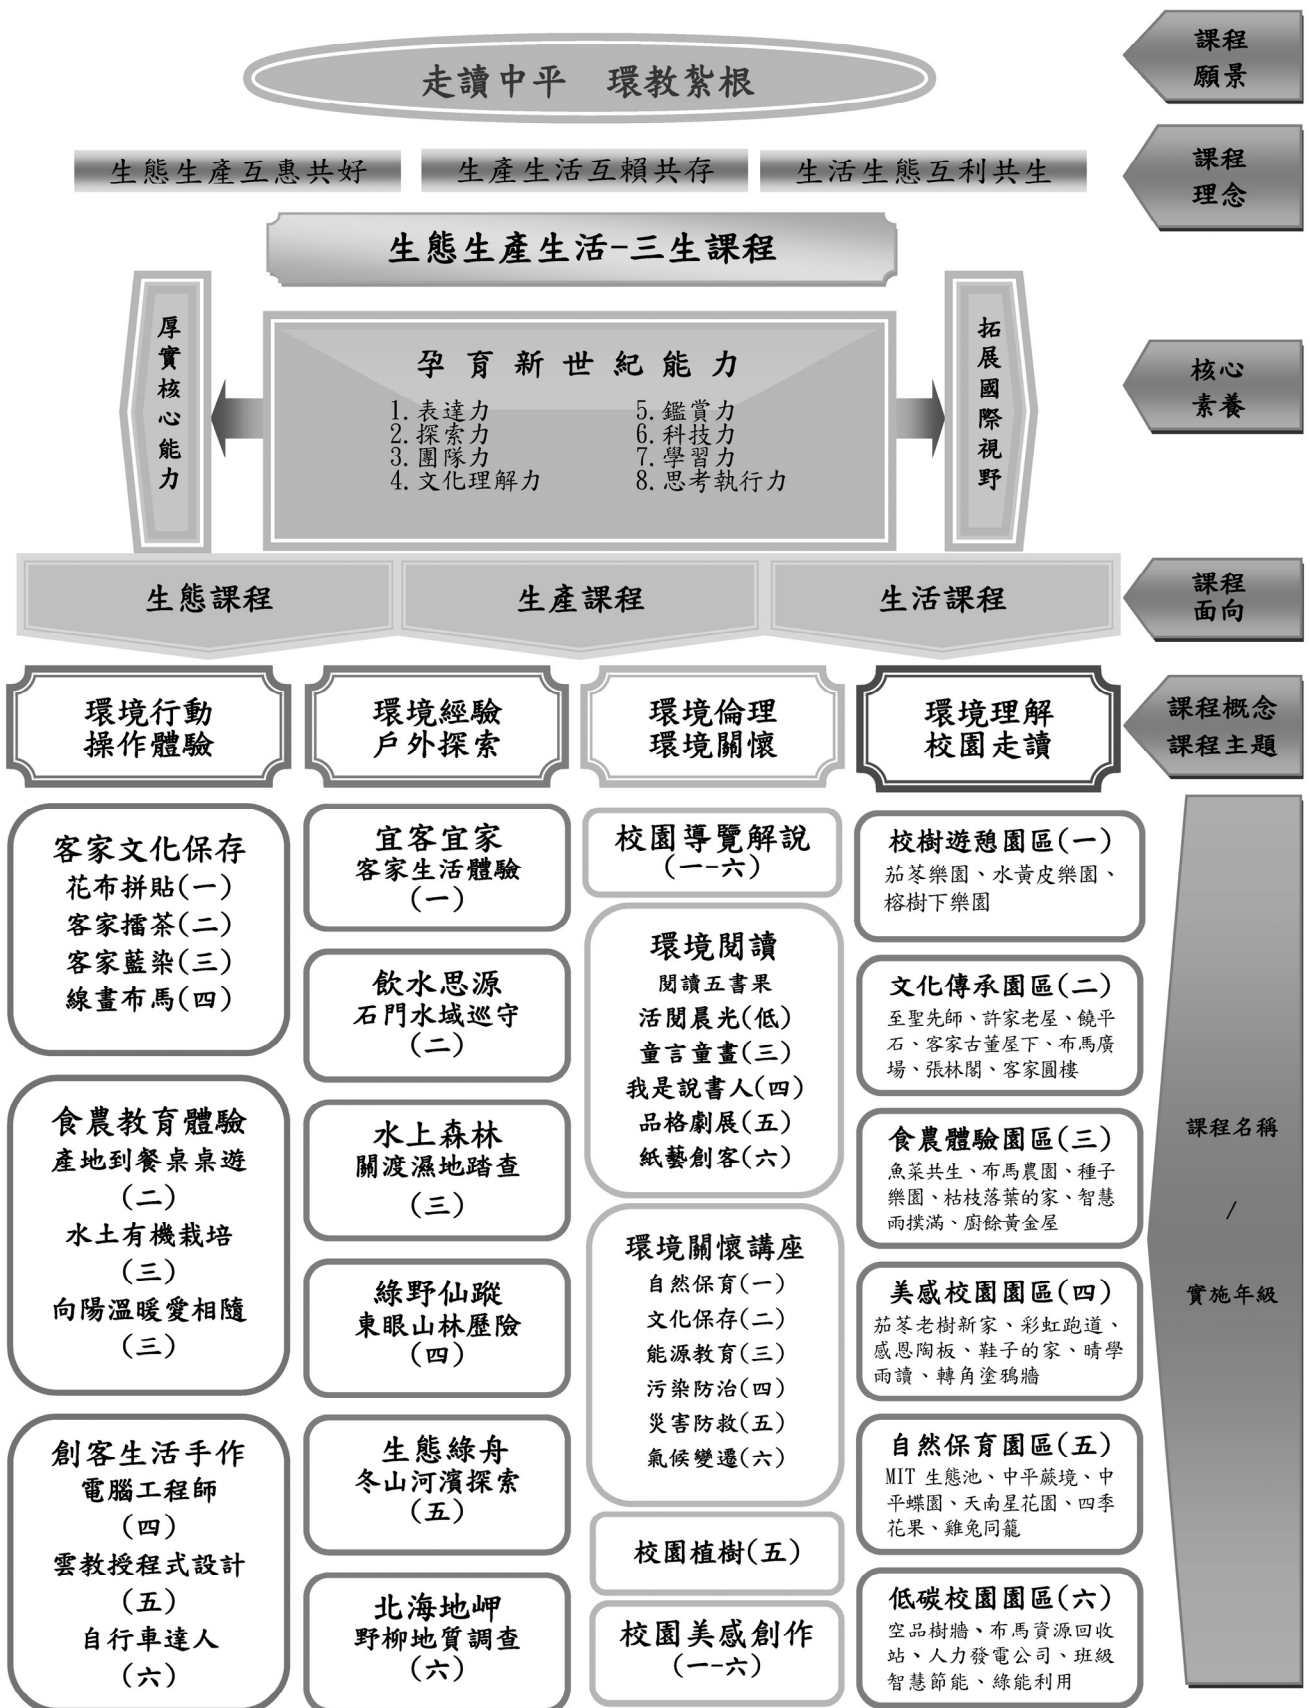 走讀中平 環教紮根
課程
願景
生態生產互惠共好
生產生活互賴共存
生活生態互利共生
課程
理念
生態生產生活-三生課程
厚實核心能力
孕育新世紀能力
1.表達力
2.探索力
3.團隊力
4.文化理解力
5.鑑賞力
6.科技力
7.學習力
8.思考執行力
拓展國際視野
核心
素養
生態課程
生產課程
生活課程
課程
面向
環境行動
操作體驗
環境經驗
戶外探索
環境倫理
環境關懷
環境理解
校園走讀
課程概念
課程主題
客家文化保存
花布拼貼(一)
客家擂茶(二)
客家藍染(三)
線畫布馬(四)
食農教育體驗
產地到餐桌桌遊
(二)
水土有機栽培
(三)
向陽溫暖愛相隨
(三)
創客生活手作
電腦工程師
(四)
雲教授程式設計
(五)
自行車達人
(六)
宜客宜家
客家生活體驗
(一)
飲水思源
石門水域巡守
(二)
水上森林
關渡濕地踏查
(三)
綠野仙蹤
東眼山林歷險
(四)
生態綠舟
冬山河濱探索
(五)
北海地岬
野柳地質調查
(六)
校園導覽解說
(一-六)
環境閱讀
閱讀五書果
活閱晨光(低)
童言童畫(三)
我是說書人(四)
品格劇展(五)
紙藝創客(六)
環境關懷講座
自然保育(一)
文化保存(二)
能源教育(三)
污染防治(四)
災害防救(五)
氣候變遷(六)
校園植樹(五)
校園美感創作
(一-六)
校樹遊憩園區(一)
茄苳樂園、水黃皮樂園、
榕樹下樂園
文化傳承園區(二)
至聖先師、許家老屋、饒平
石、客家古董屋下、布馬廣
場、張林閣、客家圓樓
食農體驗園區(三)
魚菜共生、布馬農園、種子
樂園、枯枝落葉的家、智慧
雨撲滿、廚餘黃金屋
美感校園園區(四)
茄苳老樹新家、彩虹跑道、
感恩陶板、鞋子的家、晴學
雨讀、轉角塗鴉牆
自然保育園區(五)
MIT 生態池、中平蕨境、中
平蝶園、天南星花園、四季
花果、雞兔同籠
低碳校園園區(六)
空品樹牆、布馬資源回收
站、人力發電公司、班級
智慧節能、綠能利用
課程名稱
/
實施年級